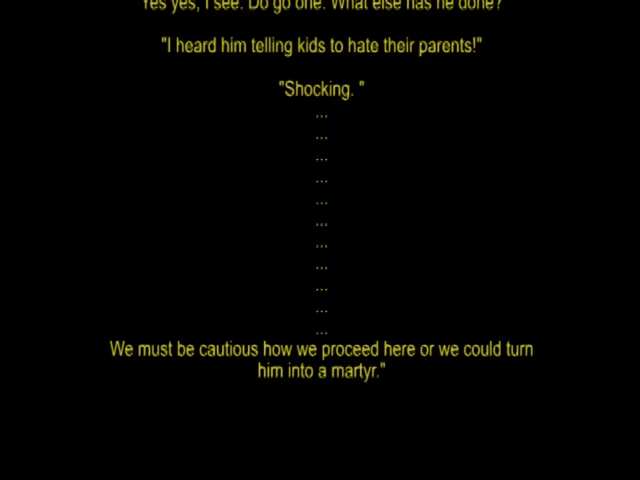 Yes yes, I see. Do go one. What else has he done?
"I heard him telling kids to hate their parents!"
"Shocking. "
...
...
...
...
...
...
...
...
...
...
...
We must be cautious how we proceed here or we could turn
him into a martyr."